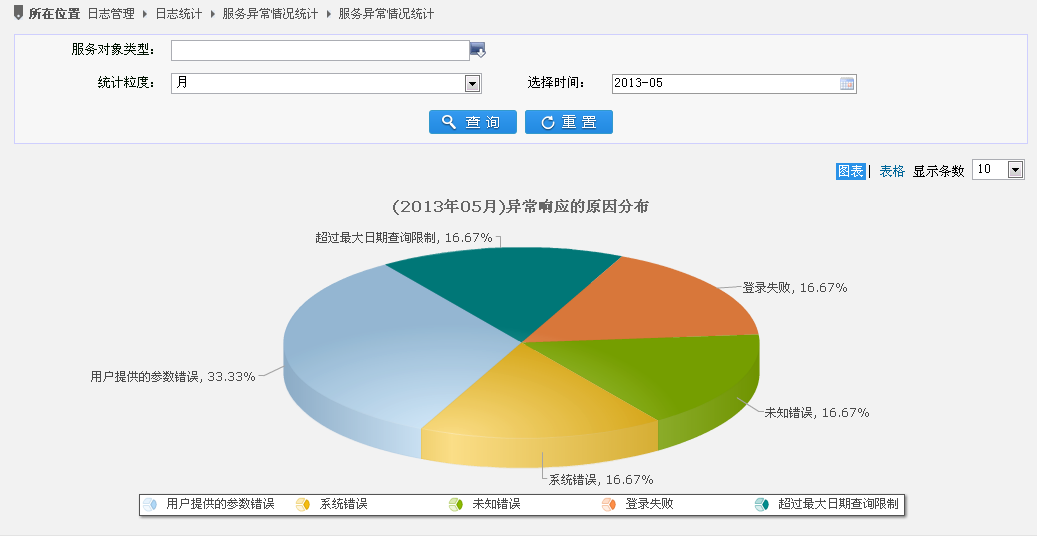 所在位置 日志管理 日志统计 服务异常情况统计 服务异常情况统计
服务对象类型：
统计粒度： 月 选择时间： 2013-05
查询 重置
图表 | 表格 显示条数 10
(2013年05月)异常响应的原因分布
超过最大日期查询限制, 16.67%
登录失败, 16.67%
用户提供的参数错误, 33.33%
未知错误, 16.67%
系统错误, 16.67%
用户提供的参数错误 系统错误 未知错误 登录失败 超过最大日期查询限制